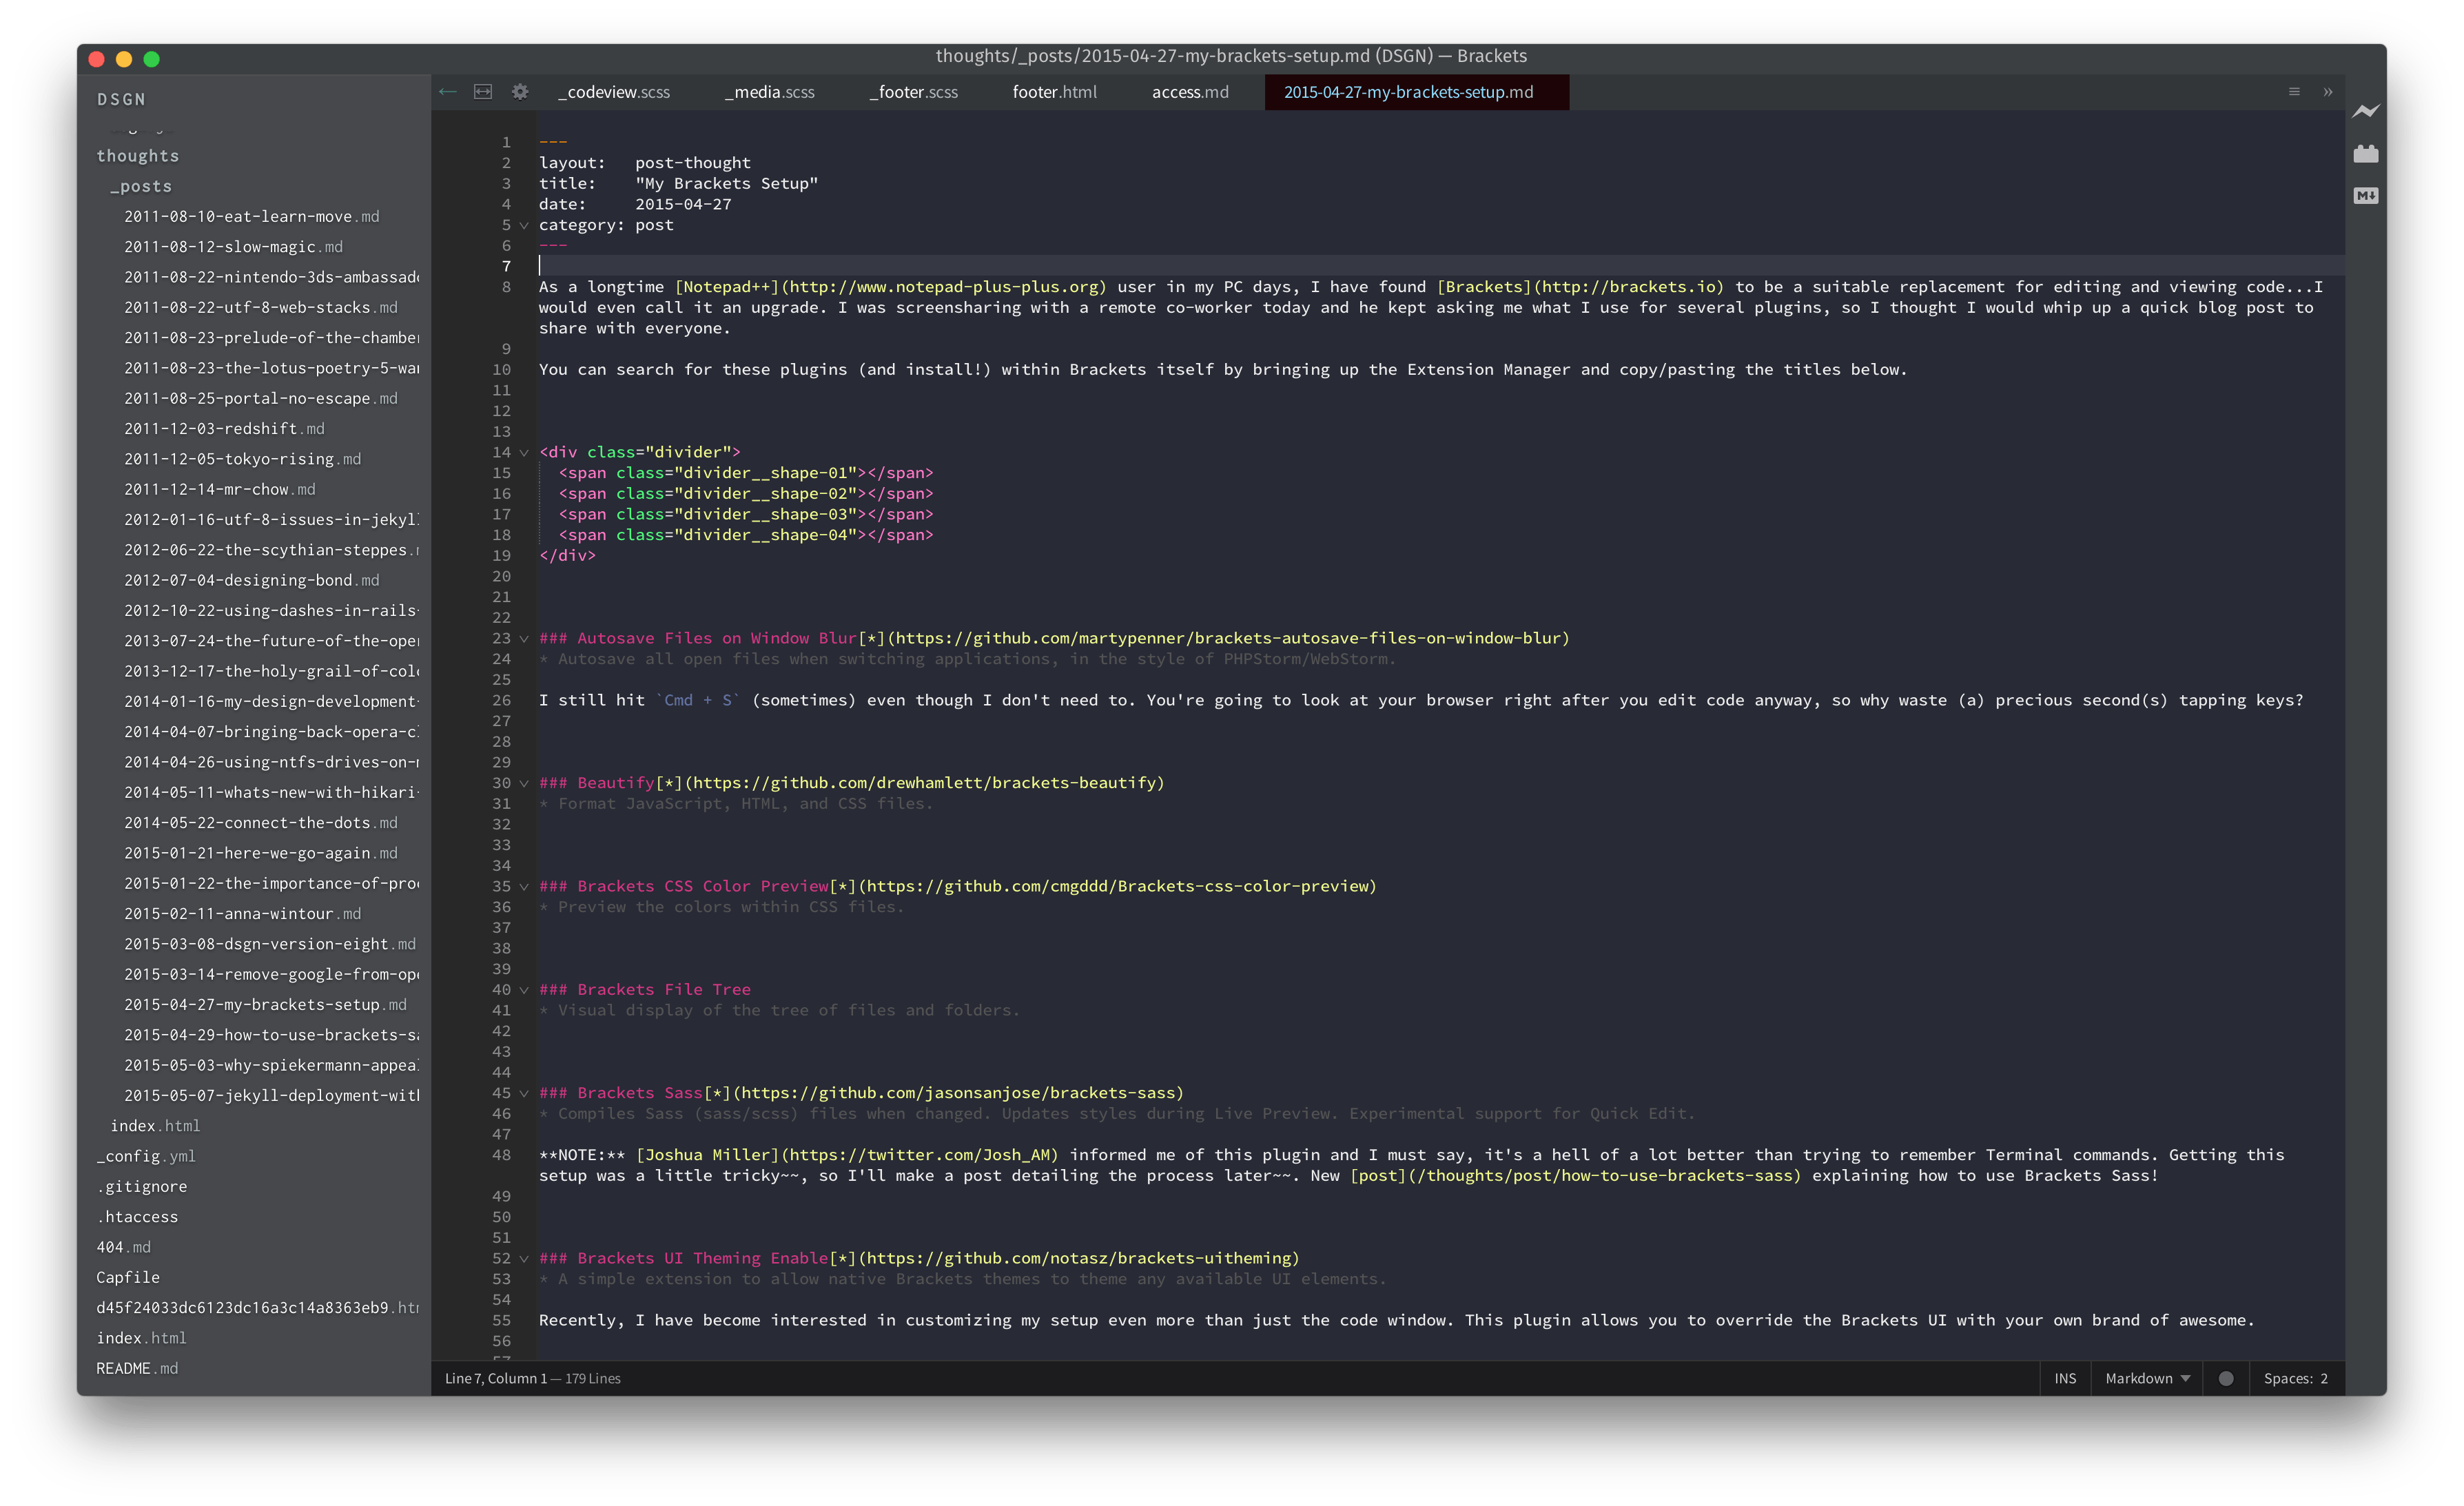 thoughts/_posts/2015-04-27-my-brackets-setup.md (DSGN) — Brackets
DSGN
thoughts
_posts
2011-08-10-eat-learn-move.md
2011-08-12-slow-magic.md
2011-08-22-nintendo-3ds-ambassad
2011-08-22-utf-8-web-stacks.md
2011-08-23-prelude-of-the-chambe
2011-08-23-the-lotus-poetry-5-wa
2011-08-25-portal-no-escape.md
2011-12-03-redshift.md
2011-12-05-tokyo-rising.md
2011-12-14-mr-chow.md
2012-01-16-utf-8-issues-in-jekyl
2012-06-22-the-scythian-steppes.
2012-07-04-designing-bond.md
2012-10-22-using-dashes-in-rails-
2013-07-24-the-future-of-the-ope
2013-12-17-the-holy-grail-of-col
2014-01-16-my-design-development-
2014-04-07-bringing-back-opera-c
2014-04-26-using-ntfs-drives-on-
2014-05-11-whats-new-with-hikari-
2014-05-22-connect-the-dots.md
2015-01-21-here-we-go-again.md
2015-01-22-the-importance-of-pro
2015-02-11-anna-wintour.md
2015-03-08-dsgn-version-eight.md
2015-03-14-remove-google-from-op
2015-04-27-my-brackets-setup.md
2015-04-29-how-to-use-brackets-s
2015-05-03-why-spiekermann-appea
2015-05-07-jekyll-deployment-wit
index.html
_config.yml
.gitignore
.htaccess
404.md
Capfile
d45f24033dc6123dc16a3c14a8363eb9.ht
index.html
README.md
_codeview.scss _media.scss _footer.scss footer.html access.md 2015-04-27-my-brackets-setup.md
1 ---
2 layout:   post-thought
3 title:    "My Brackets Setup"
4 date:     2015-04-27
5 category: post
6 ---
7
8 As a longtime [Notepad++](http://www.notepad-plus-plus.org) user in my PC days, I have found [Brackets](http://brackets.io) to be a suitable replacement for editing and viewing code...I
would even call it an upgrade. I was screensharing with a remote co-worker today and he kept asking me what I use for several plugins, so I thought I would whip up a quick blog post to
share with everyone.
9
10 You can search for these plugins (and install!) within Brackets itself by bringing up the Extension Manager and copy/pasting the titles below.
11
12
13
14 <div class="divider">
15   <span class="divider__shape-01"></span>
16   <span class="divider__shape-02"></span>
17   <span class="divider__shape-03"></span>
18   <span class="divider__shape-04"></span>
19 </div>
20
21
22
23 ### Autosave Files on Window Blur[*](https://github.com/martypenner/brackets-autosave-files-on-window-blur)
24 * Autosave all open files when switching applications, in the style of PHPStorm/WebStorm.
25
26 I still hit `Cmd + S` (sometimes) even though I don't need to. You're going to look at your browser right after you edit code anyway, so why waste (a) precious second(s) tapping keys?
27
28
29
30 ### Beautify[*](https://github.com/drewhamlett/brackets-beautify)
31 * Format JavaScript, HTML, and CSS files.
32
33
34
35 ### Brackets CSS Color Preview[*](https://github.com/cmgddd/Brackets-css-color-preview)
36 * Preview the colors within CSS files.
37
38
39
40 ### Brackets File Tree
41 * Visual display of the tree of files and folders.
42
43
44
45 ### Brackets Sass[*](https://github.com/jasonsanjose/brackets-sass)
46 * Compiles Sass (sass/scss) files when changed. Updates styles during Live Preview. Experimental support for Quick Edit.
47
48 **NOTE:** [Joshua Miller](https://twitter.com/Josh_AM) informed me of this plugin and I must say, it's a hell of a lot better than trying to remember Terminal commands. Getting this
setup was a little tricky~~, so I'll make a post detailing the process later~~. New [post](/thoughts/post/how-to-use-brackets-sass) explaining how to use Brackets Sass!
49
50
51
52 ### Brackets UI Theming Enable[*](https://github.com/notasz/brackets-uitheming)
53 * A simple extension to allow native Brackets themes to theme any available UI elements.
54
55 Recently, I have become interested in customizing my setup even more than just the code window. This plugin allows you to override the Brackets UI with your own brand of awesome.
56
Line 7, Column 1 — 179 Lines
INS Markdown Spaces: 2